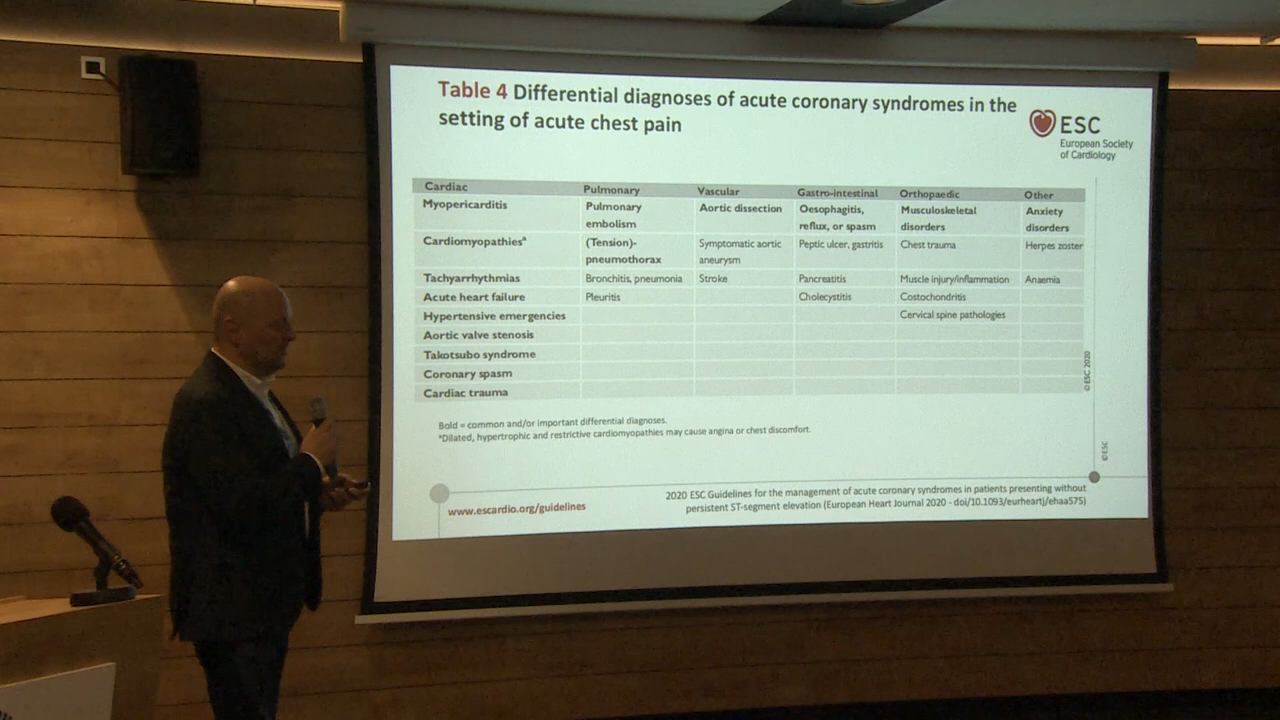 Table 4 Differential diagnoses of acute coronary syndromes in the
setting of acute chest pain
ESC
European Society
of Cardiology
Cardiac Pulmonary Vascular Gastro-intestinal Orthopaedic Other
Myopericarditis Pulmonary embolism Aortic dissection Oesophagitis, reflux, or spasm Musculoskeletal disorders Anxiety disorders
Cardiomyopathiesª (Tension)-pneumothorax Symptomatic aortic aneurysm Peptic ulcer, gastritis Chest trauma Herpes zoster
Tachyarrhythmias Bronchitis, pneumonia Stroke Pancreatitis Muscle injury/inflammation Anaemia
Acute heart failure Pleuritis Cholecystitis Costochondritis
Hypertensive emergencies Cervical spine pathologies
Aortic valve stenosis
Takotsubo syndrome
Coronary spasm
Cardiac trauma
©ESC 2020
Bold = common and/or important differential diagnoses.
ªDilated, hypertrophic and restrictive cardiomyopathies may cause angina or chest discomfort.
©ESC
www.escardio.org/guidelines
2020 ESC Guidelines for the management of acute coronary syndromes in patients presenting without
persistent ST-segment elevation (European Heart Journal 2020 - doi/10.1093/eurheartj/ehaa575)